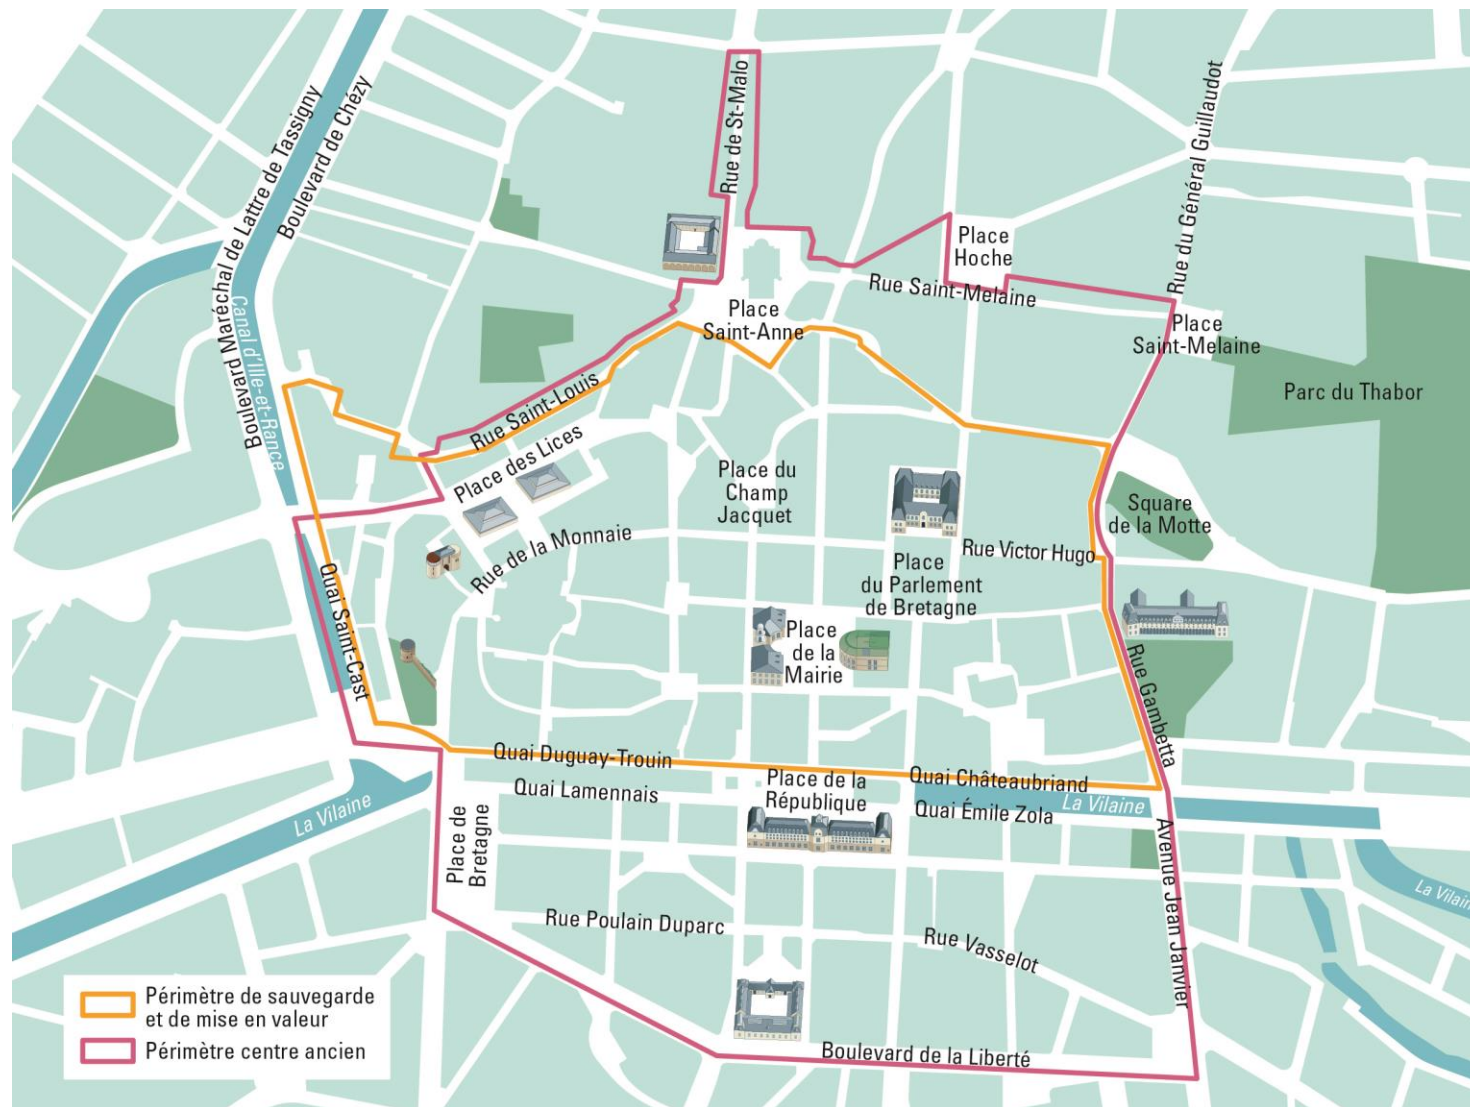 Rue de St-Malo
Rue du Général Guillaudot
Boulevard Maréchal de Lattre de Tassigny
Boulevard de Chézy
Canal d'Ille-et-Rance
Place
Hoche
Rue Saint-Melaine
Place
Saint-Anne
Place
Saint-Melaine
Parc du Thabor
Rue Saint-Louis
Place des Lices
Place du
Champ
Jacquet
Square
de la Motte
Rue de la Monnaie
Rue Victor Hugo
Place
du Parlement
de Bretagne
Quai Saint-Cast
Place
de la
Mairie
Rue Gambetta
Quai Duguay-Trouin
Quai Châteaubriand
Place de la
République
Quai Lamennais
La Vilaine
Quai Émile Zola
La Vilaine
Place de
Bretagne
Avenue Jean Janvier
La Vilain
Rue Poulain Duparc
Rue Vasselot
Boulevard de la Liberté
Périmètre de sauvegarde
et de mise en valeur
Périmètre centre ancien